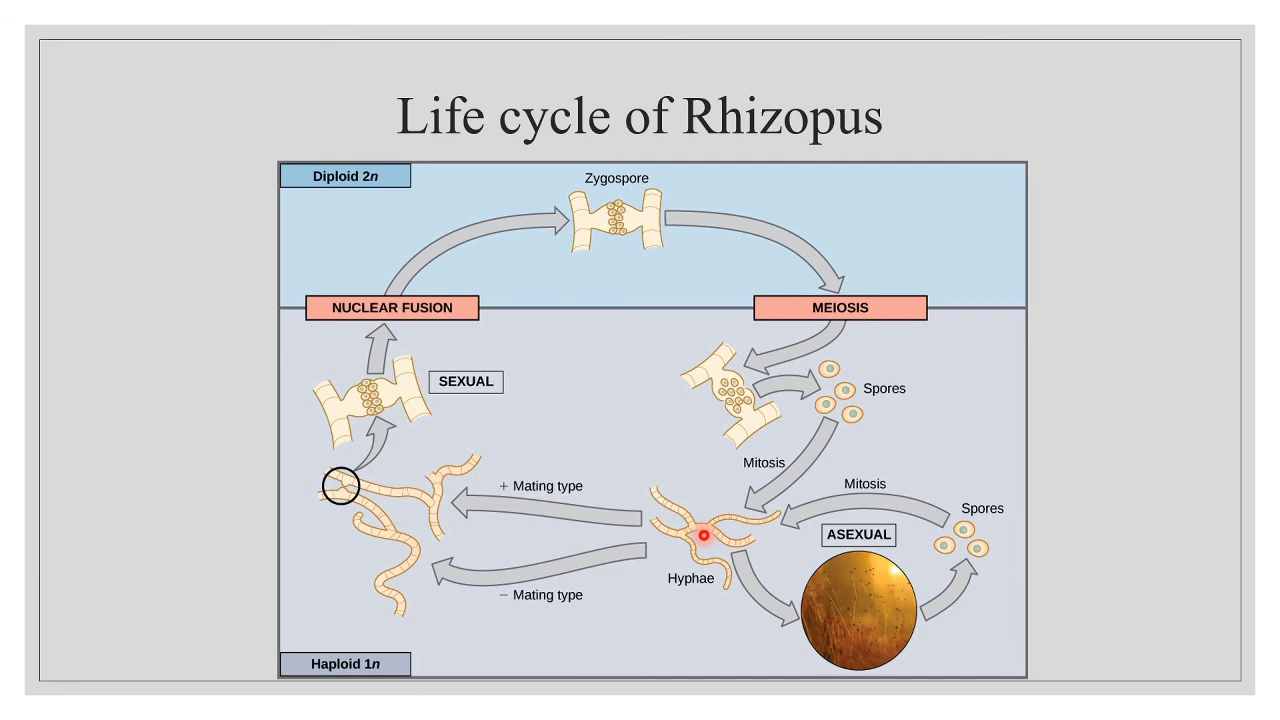 Life cycle of Rhizopus
Diploid 2n
Zygospore
NUCLEAR FUSION
MEIOSIS
SEXUAL
Spores
Mitosis
+ Mating type
Mitosis
Spores
ASEXUAL
Hyphae
− Mating type
Haploid 1n